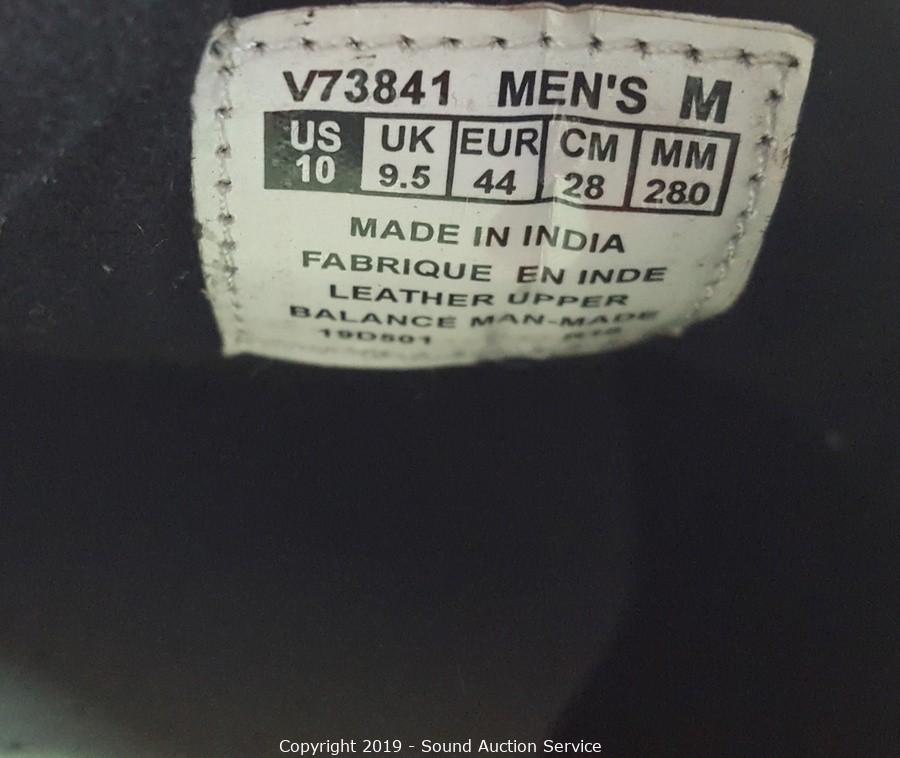 V73841 MEN'S M
US UK EUR CM MM
10 9.5 44 28 280
MADE IN INDIA
FABRIQUE EN INDE
LEATHER UPPER
BALANCE MAN-MADE
19D501
Copyright 2019 - Sound Auction Service